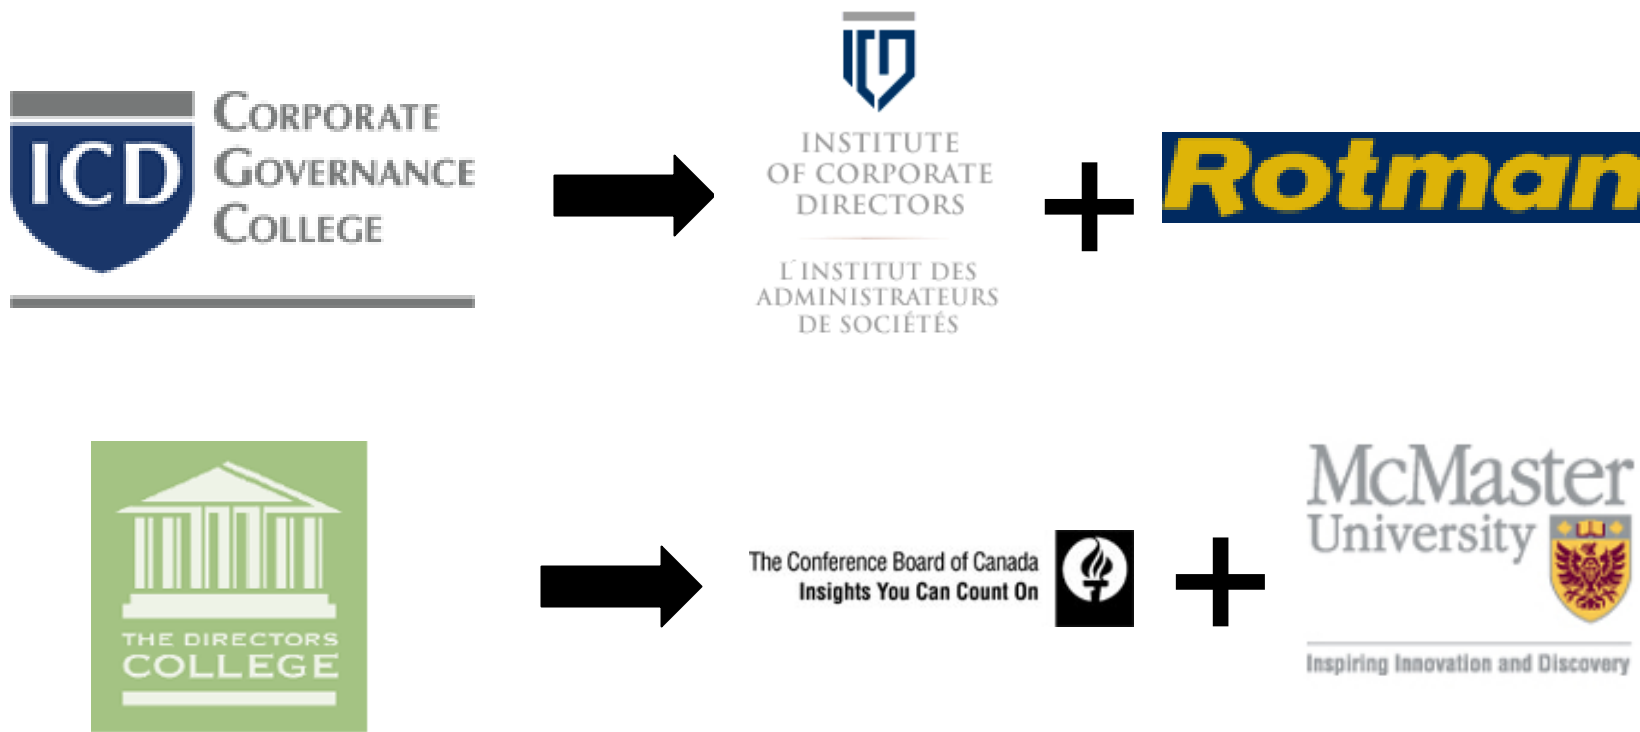 ICD
CORPORATE
GOVERNANCE
COLLEGE
ICD
INSTITUTE
OF CORPORATE
DIRECTORS
L'INSTITUT DES
ADMINISTRATEURS
DE SOCIÉTÉS
Rotman
THE DIRECTORS
COLLEGE
The Conference Board of Canada
Insights You Can Count On
McMaster
University
Inspiring Innovation and Discovery